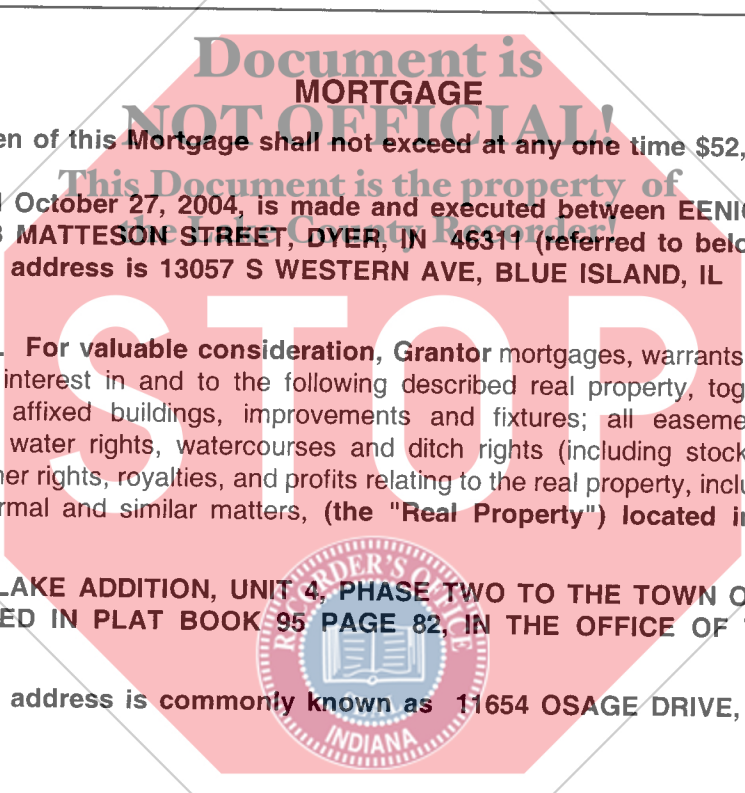 Document is
MORTGAGE
NOT OFFICIAL!
en of this Mortgage shall not exceed at any one time $52,
This Document is the property of
October 27, 2004, is made and executed between EENI
the Lake County Recorder!
MATTESON STREET, DYER, IN 46311 (referred to belo
address is 13057 S WESTERN AVE, BLUE ISLAND, IL
STOP
. For valuable consideration, Grantor mortgages, warrants
interest in and to the following described real property, tog
affixed buildings, improvements and fixtures; all easeme
water rights, watercourses and ditch rights (including stock
her rights, royalties, and profits relating to the real property, inclu
rmal and similar matters, (the "Real Property") located in
RECORDER'S OFFICE
LAKE ADDITION, UNIT 4, PHASE TWO TO THE TOWN O
ED IN PLAT BOOK 95 PAGE 82, IN THE OFFICE OF
SEAL
address is commonly known as 11654 OSAGE DRIVE,
INDIANA